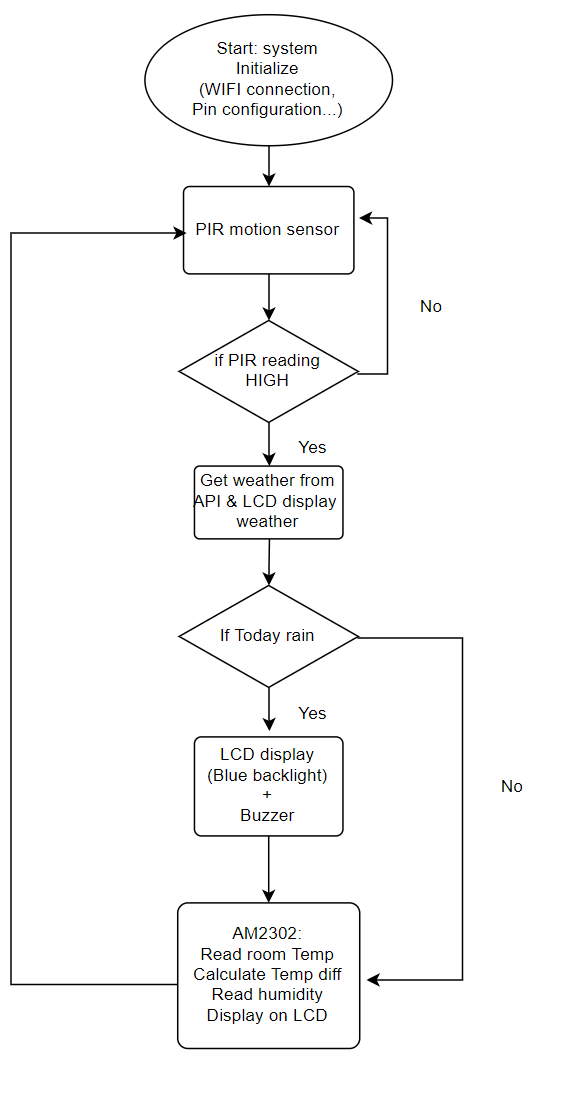 Start: system
Initialize
(WIFI connection,
Pin configuration...)
PIR motion sensor
No
if PIR reading
HIGH
Yes
Get weather from
API & LCD display
weather
If Today rain
Yes
LCD display
(Blue backlight)
+
Buzzer
No
AM2302:
Read room Temp
Calculate Temp diff
Read humidity
Display on LCD